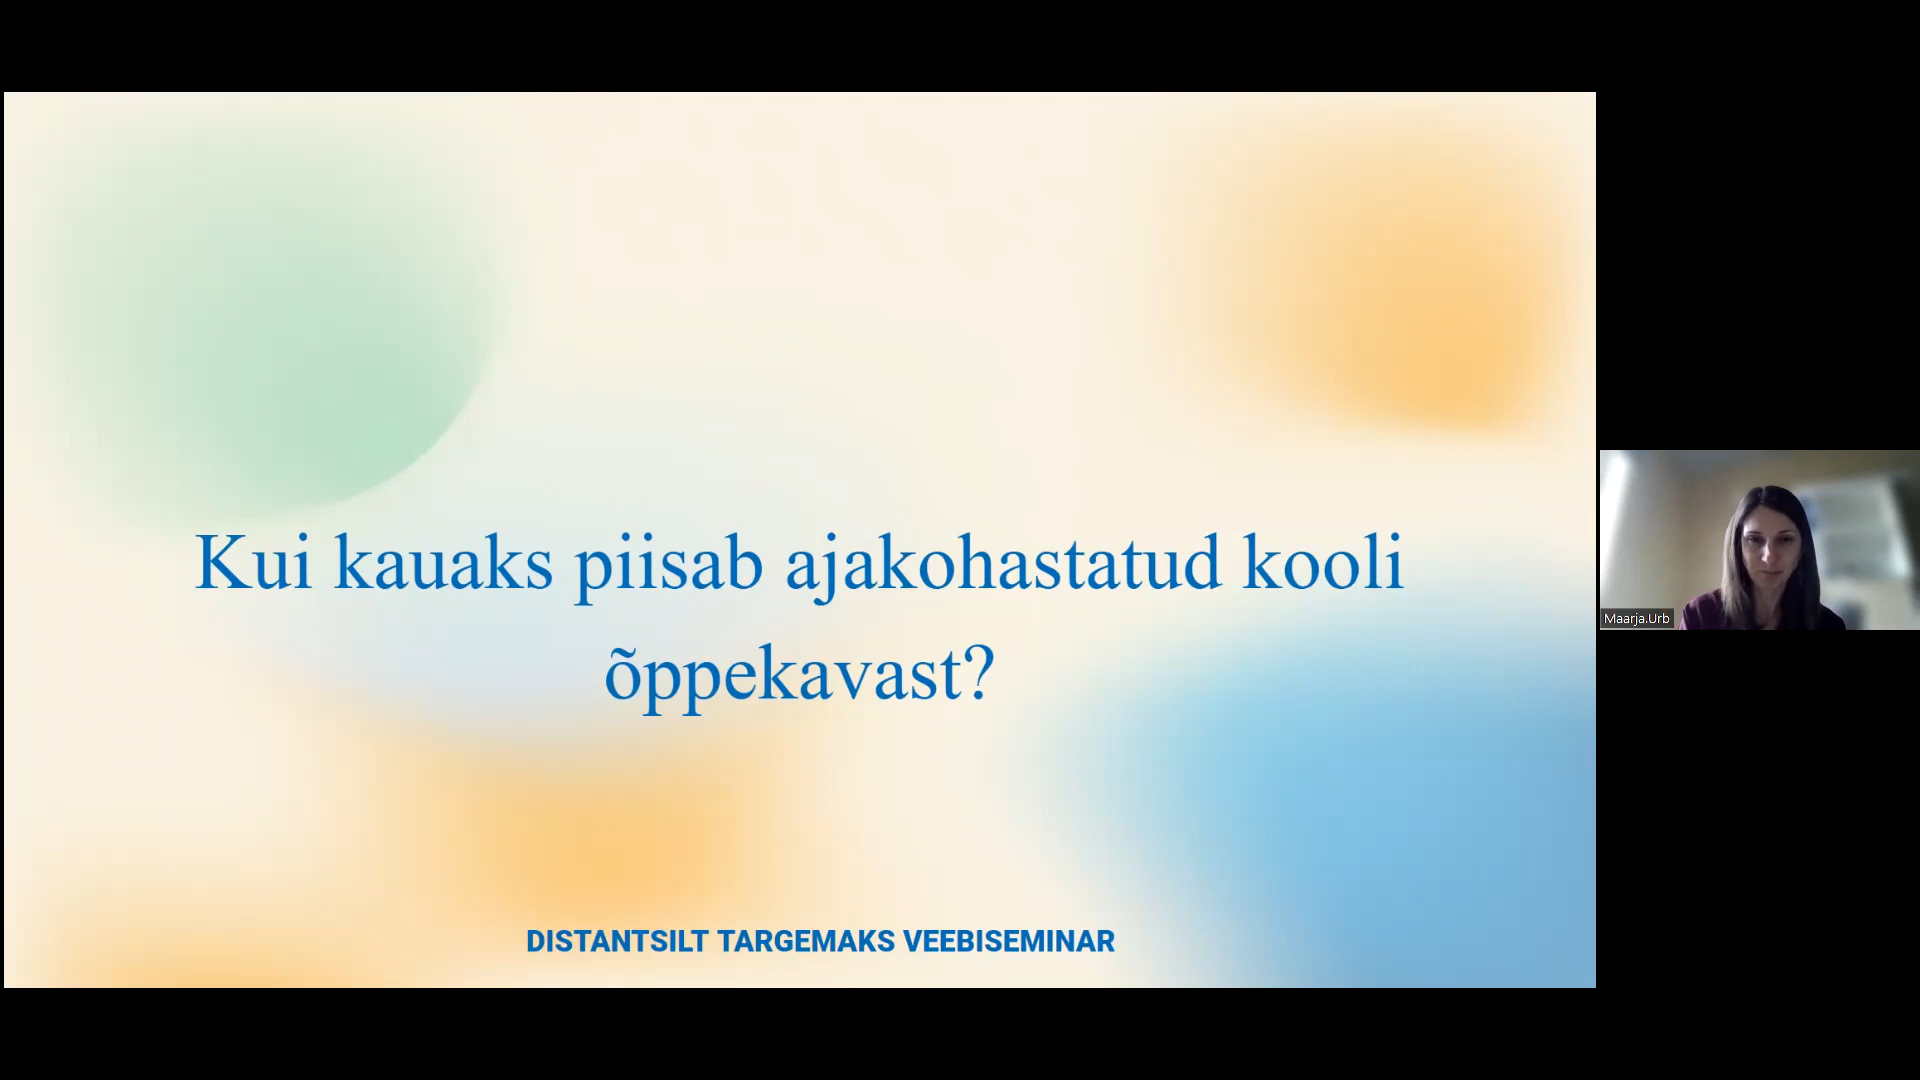 Kui kauaks piisab ajakohastatud kooli
õppekavast?
DISTANTSILT TARGEMAKS VEEBISEMINAR
Maarja.Urb